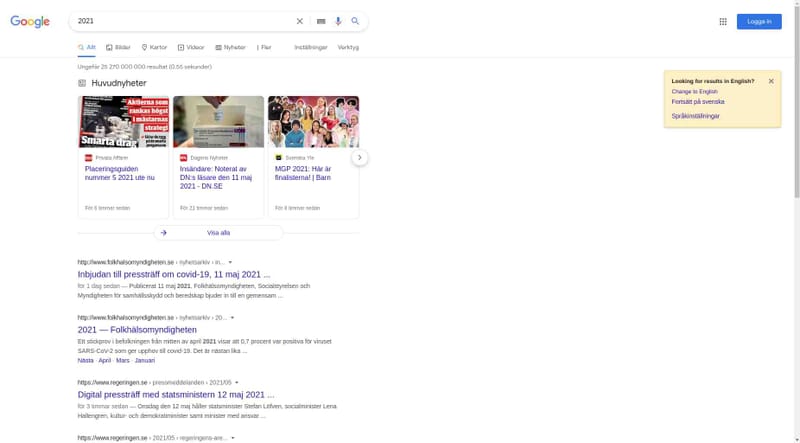 Google
2021
Logga in
Allt
Bilder
Kartor
Videor
Nyheter
Fler
Inställningar
Verktyg
Ungefär 25 270 000 000 resultat (0,55 sekunder)
Looking for results in English?
Change to English
Fortsätt på svenska
Språkinställningar
Huvudnyheter
Aktierna som
rankas högst
i mästarnas
strategi
Smarta drag
Privata Affärer
Placeringsguiden
nummer 5 2021 ute nu
För 6 timmar sedan
Dagens Nyheter
Insändare: Noterat av
DN:s läsare den 11 maj
2021 - DN.SE
För 21 timmar sedan
Svenska Yle
MGP 2021: Här är
finalisterna! | Barn
För 8 timmar sedan
Visa alla
http://www.folkhalsomyndigheten.se › nyhetsarkiv › in...
Inbjudan till pressträff om covid-19, 11 maj 2021 ...
för 1 dag sedan — Publicerat 11 maj 2021. Folkhälsomyndigheten, Socialstyrelsen och
Myndigheten för samhällsskydd och beredskap bjuder in till en gemensam ...
http://www.folkhalsomyndigheten.se › nyhetsarkiv › 20...
2021 — Folkhälsomyndigheten
Ett stickprov i befolkningen från mitten av april 2021 visar att 0,7 procent var positiva för viruset
SARS-CoV-2 som ger upphov till covid-19. Det är nästan lika ...
Nästa · April · Mars · Januari
https://www.regeringen.se › pressmeddelanden › 2021/05
Digital pressträff med statsministern 12 maj 2021 ...
för 3 timmar sedan — Onsdag den 12 maj håller statsminister Stefan Löfven, socialminister Lena
Hallengren, kultur- och demokratiminister samt minister med ansvar ...
https://www.regeringen.se › 2021/05 › regeringens-are...